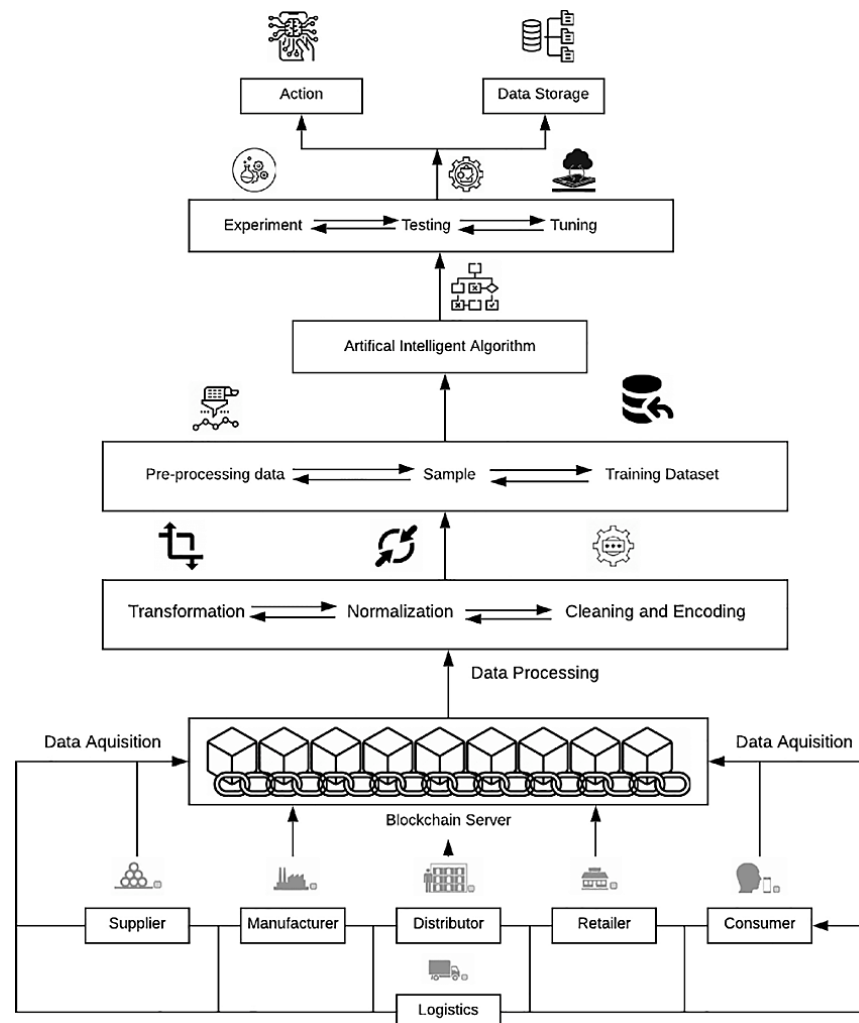 Action
Data Storage
Experiment
Testing
Tuning
Artifical Intelligent Algorithm
Pre-processing data
Sample
Training Dataset
Transformation
Normalization
Cleaning and Encoding
Data Processing
Data Aquisition
Data Aquisition
Blockchain Server
Supplier
Manufacturer
Distributor
Retailer
Consumer
Logistics